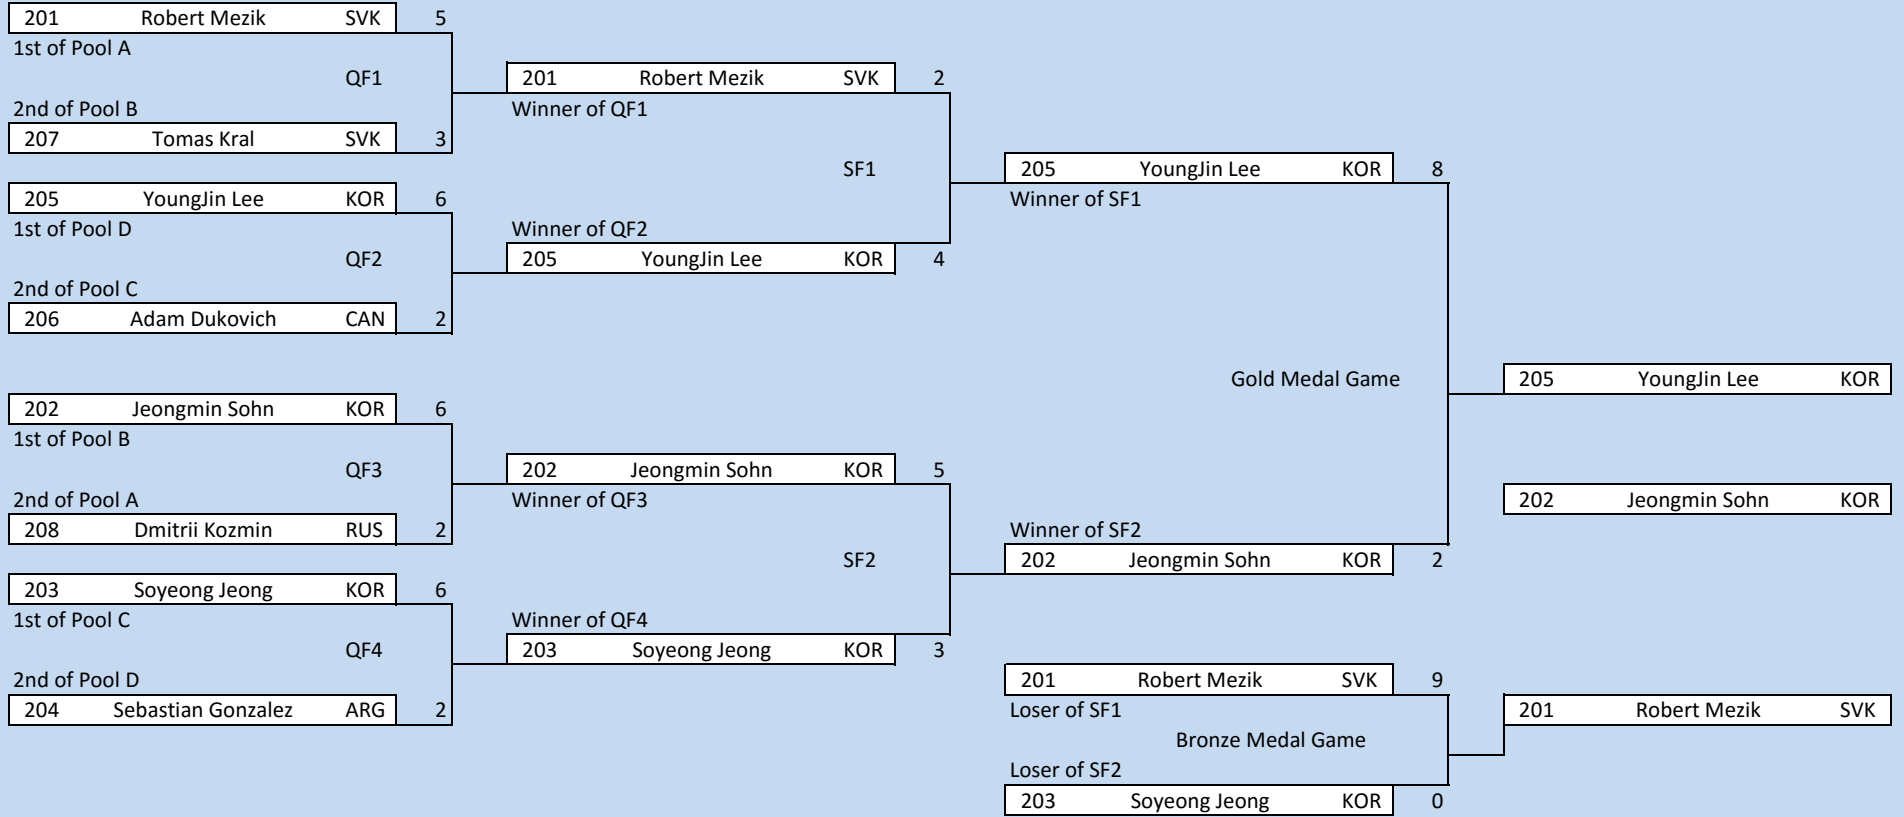 201 Robert Mezik SVK 5
1st of Pool A
QF1
2nd of Pool B
207 Tomas Kral SVK 3
205 YoungJin Lee KOR 6
1st of Pool D
QF2
2nd of Pool C
206 Adam Dukovich CAN 2
202 Jeongmin Sohn KOR 6
1st of Pool B
QF3
2nd of Pool A
208 Dmitrii Kozmin RUS 2
203 Soyeong Jeong KOR 6
1st of Pool C
QF4
2nd of Pool D
204 Sebastian Gonzalez ARG 2
201 Robert Mezik SVK 2
Winner of QF1
SF1
Winner of QF2
205 YoungJin Lee KOR 4
202 Jeongmin Sohn KOR 5
Winner of QF3
SF2
Winner of QF4
203 Soyeong Jeong KOR 3
205 YoungJin Lee KOR 8
Winner of SF1
Gold Medal Game
Winner of SF2
202 Jeongmin Sohn KOR 2
201 Robert Mezik SVK 9
Loser of SF1
Bronze Medal Game
Loser of SF2
203 Soyeong Jeong KOR 0
205 YoungJin Lee KOR
202 Jeongmin Sohn KOR
201 Robert Mezik SVK